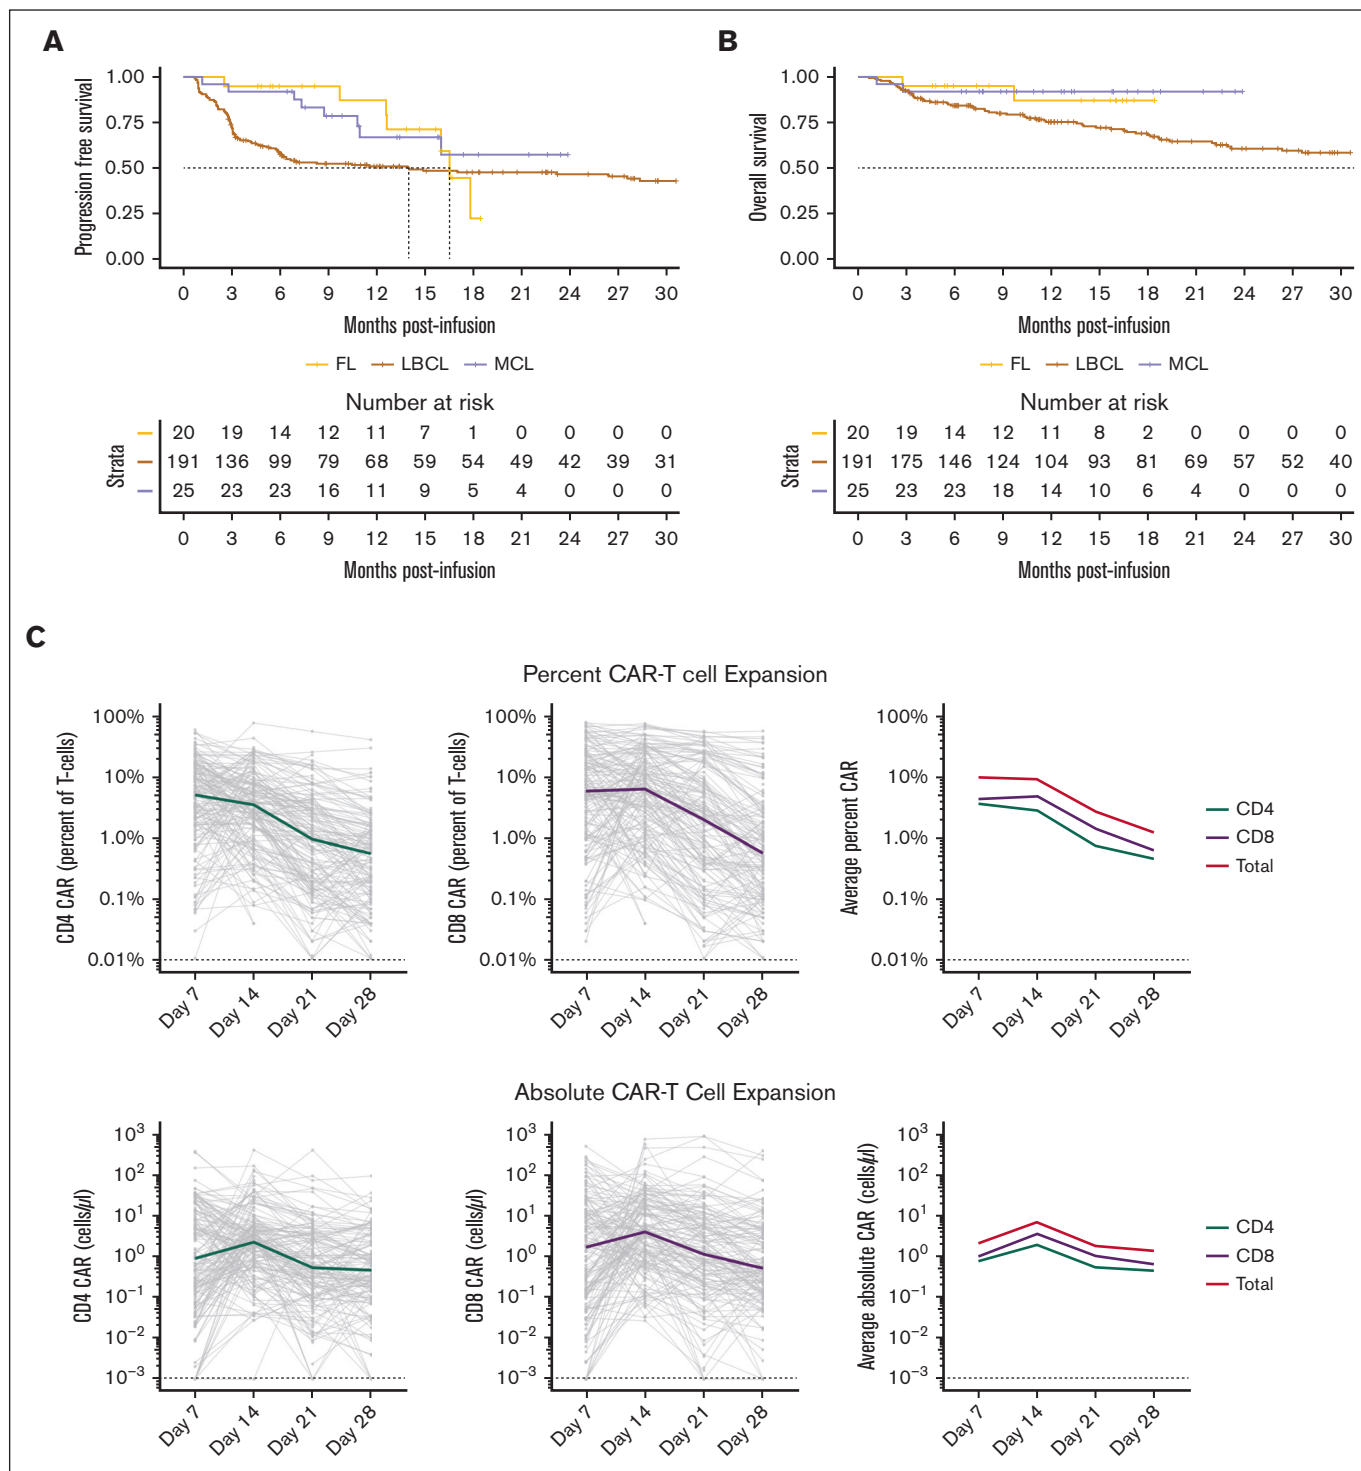 A
Progression free survival
1.00
0.75
0.50
0.25
0.00
0 3 6 9 12 15 18 21 24 27 30
Months post-infusion
FL LBCL MCL
Number at risk
Strata
20 19 14 12 11 7 1 0 0 0 0
191 136 99 79 68 59 54 49 42 39 31
25 23 23 16 11 9 5 4 0 0 0
0 3 6 9 12 15 18 21 24 27 30
Months post-infusion
B
Overall survival
1.00
0.75
0.50
0.25
0.00
0 3 6 9 12 15 18 21 24 27 30
Months post-infusion
FL LBCL MCL
Number at risk
Strata
20 19 14 12 11 8 2 0 0 0 0
191 175 146 124 104 93 81 69 57 52 40
25 23 23 18 14 10 6 4 0 0 0
0 3 6 9 12 15 18 21 24 27 30
Months post-infusion
C
Percent CAR-T cell Expansion
CD4 CAR (percent of T-cells)
100%
10%
1.0%
0.1%
0.01%
Day 7 Day 14 Day 21 Day 28
CD8 CAR (percent of T-cells)
100%
10%
1.0%
0.1%
0.01%
Day 7 Day 14 Day 21 Day 28
Average percent CAR
100%
10%
1.0%
0.1%
0.01%
Day 7 Day 14 Day 21 Day 28
CD4
CD8
Total
Absolute CAR-T Cell Expansion
CD4 CAR (cells/µl)
10³
10²
10¹
10⁰
10⁻¹
10⁻²
10⁻³
Day 7 Day 14 Day 21 Day 28
CD8 CAR (cells/µl)
10³
10²
10¹
10⁰
10⁻¹
10⁻²
10⁻³
Day 7 Day 14 Day 21 Day 28
Average absolute CAR (cells/µl)
10³
10²
10¹
10⁰
10⁻¹
10⁻²
10⁻³
Day 7 Day 14 Day 21 Day 28
CD4
CD8
Total